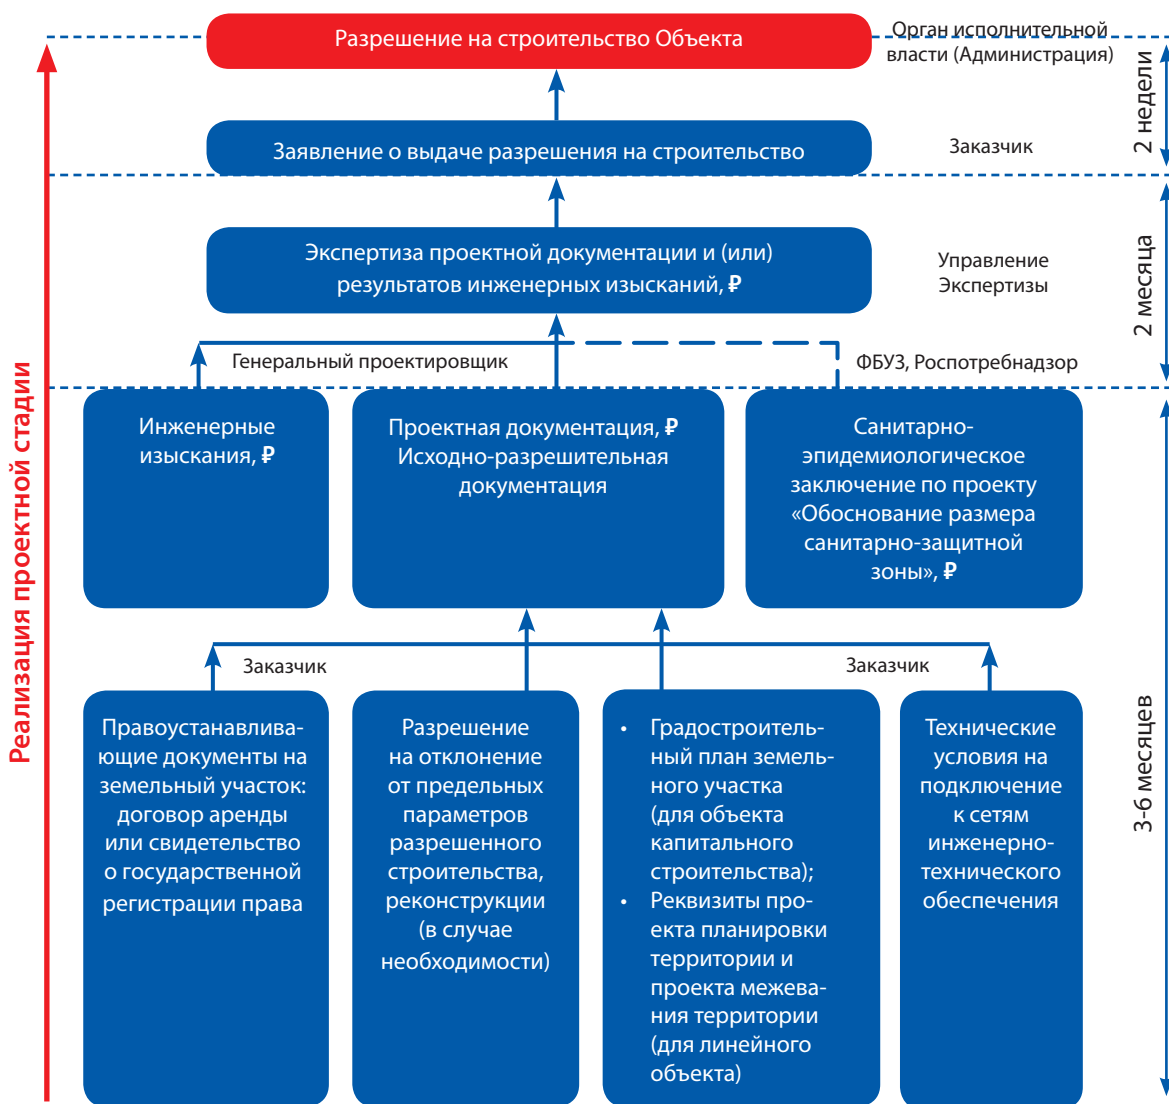 Разрешение на строительство Объекта
Орган исполнительной
власти (Администрация)
2 недели
Заявление о выдаче разрешения на строительство
Заказчик
Экспертиза проектной документации и (или)
результатов инженерных изысканий, ₽
Управление
Экспертизы
2 месяца
Генеральный проектировщик
ФБУЗ, Роспотребнадзор
Реализация проектной стадии
Инженерные
изыскания, ₽
Проектная документация, ₽
Исходно-разрешительная
документация
Санитарно-
эпидемиологическое
заключение по проекту
«Обоснование размера
санитарно-защитной
зоны», ₽
3-6 месяцев
Заказчик
Заказчик
Правоустанавлива-
ющие документы на
земельный участок:
договор аренды
или свидетельство
о государственной
регистрации права
Разрешение
на отклонение
от предельных
параметров
разрешенного
строительства,
реконструкции
(в случае
необходимости)
• Градостроитель-
ный план земель-
ного участка
(для объекта
капитального
строительства);
• Реквизиты про-
екта планировки
территории и
проекта межева-
ния территории
(для линейного
объекта)
Технические
условия на
подключение
к сетям
инженерно-
технического
обеспечения